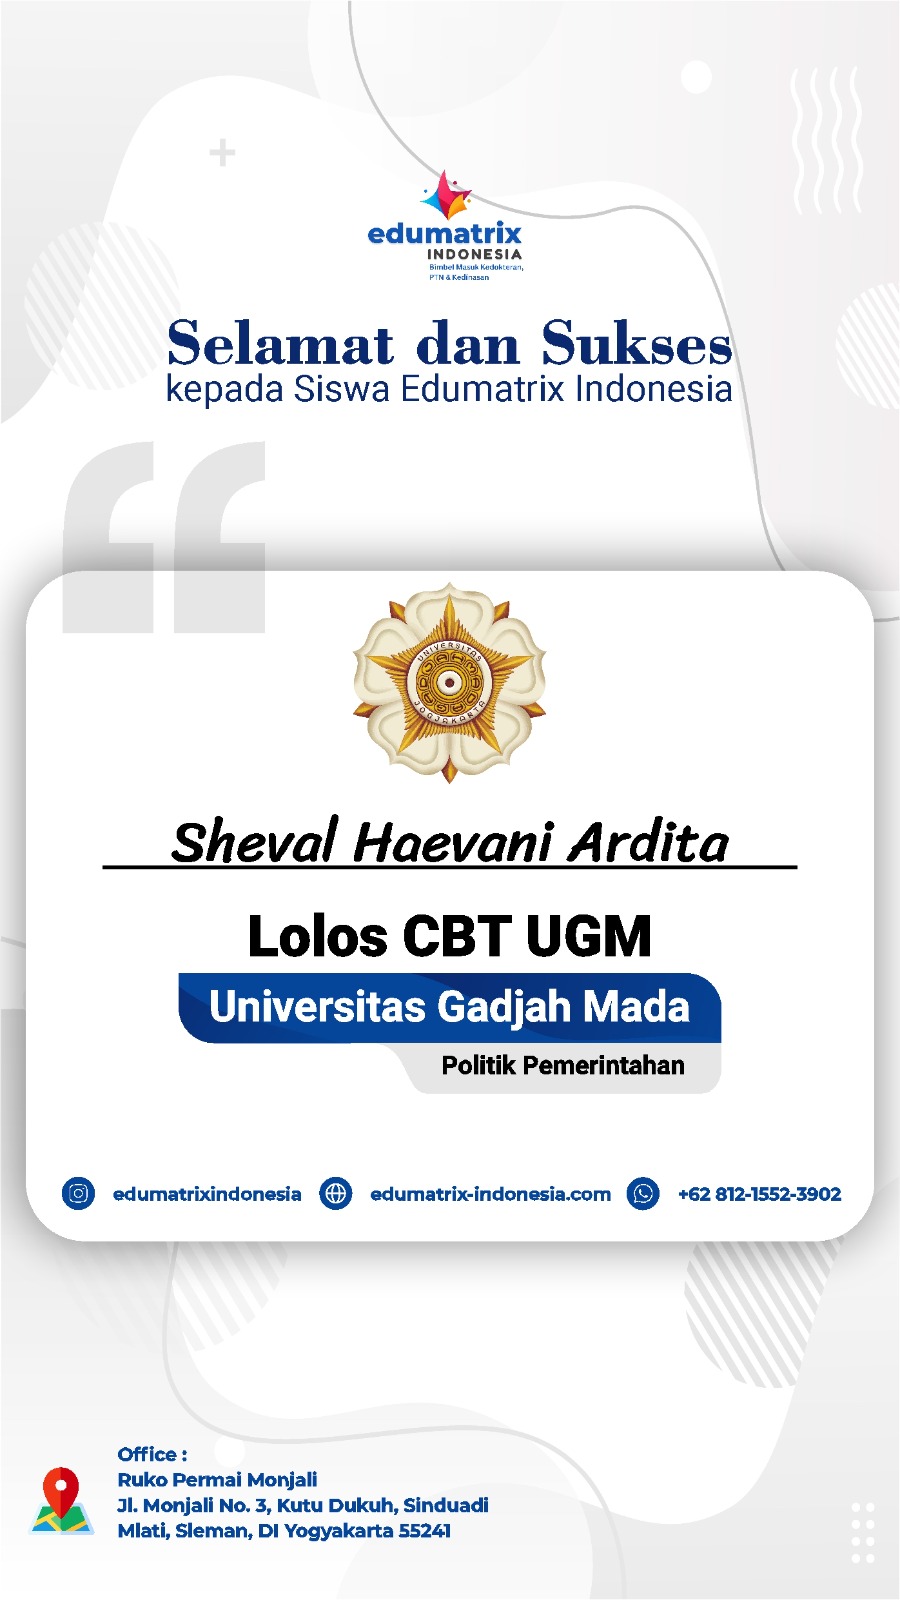 edumatrix
INDONESIA
Bimbel Masuk Kedokteran,
PTN & Kedinasan
Selamat dan Sukses
kepada Siswa Edumatrix Indonesia
UNIVERSITAS
GADJAH MADA
JOGJAKARTA
Sheval Haevani Ardita
Lolos CBT UGM
Universitas Gadjah Mada
Politik Pemerintahan
edumatrixindonesia
edumatrix-indonesia.com
+62 812-1552-3902
Office :
Ruko Permai Monjali
Jl. Monjali No. 3, Kutu Dukuh, Sinduadi
Mlati, Sleman, DI Yogyakarta 55241